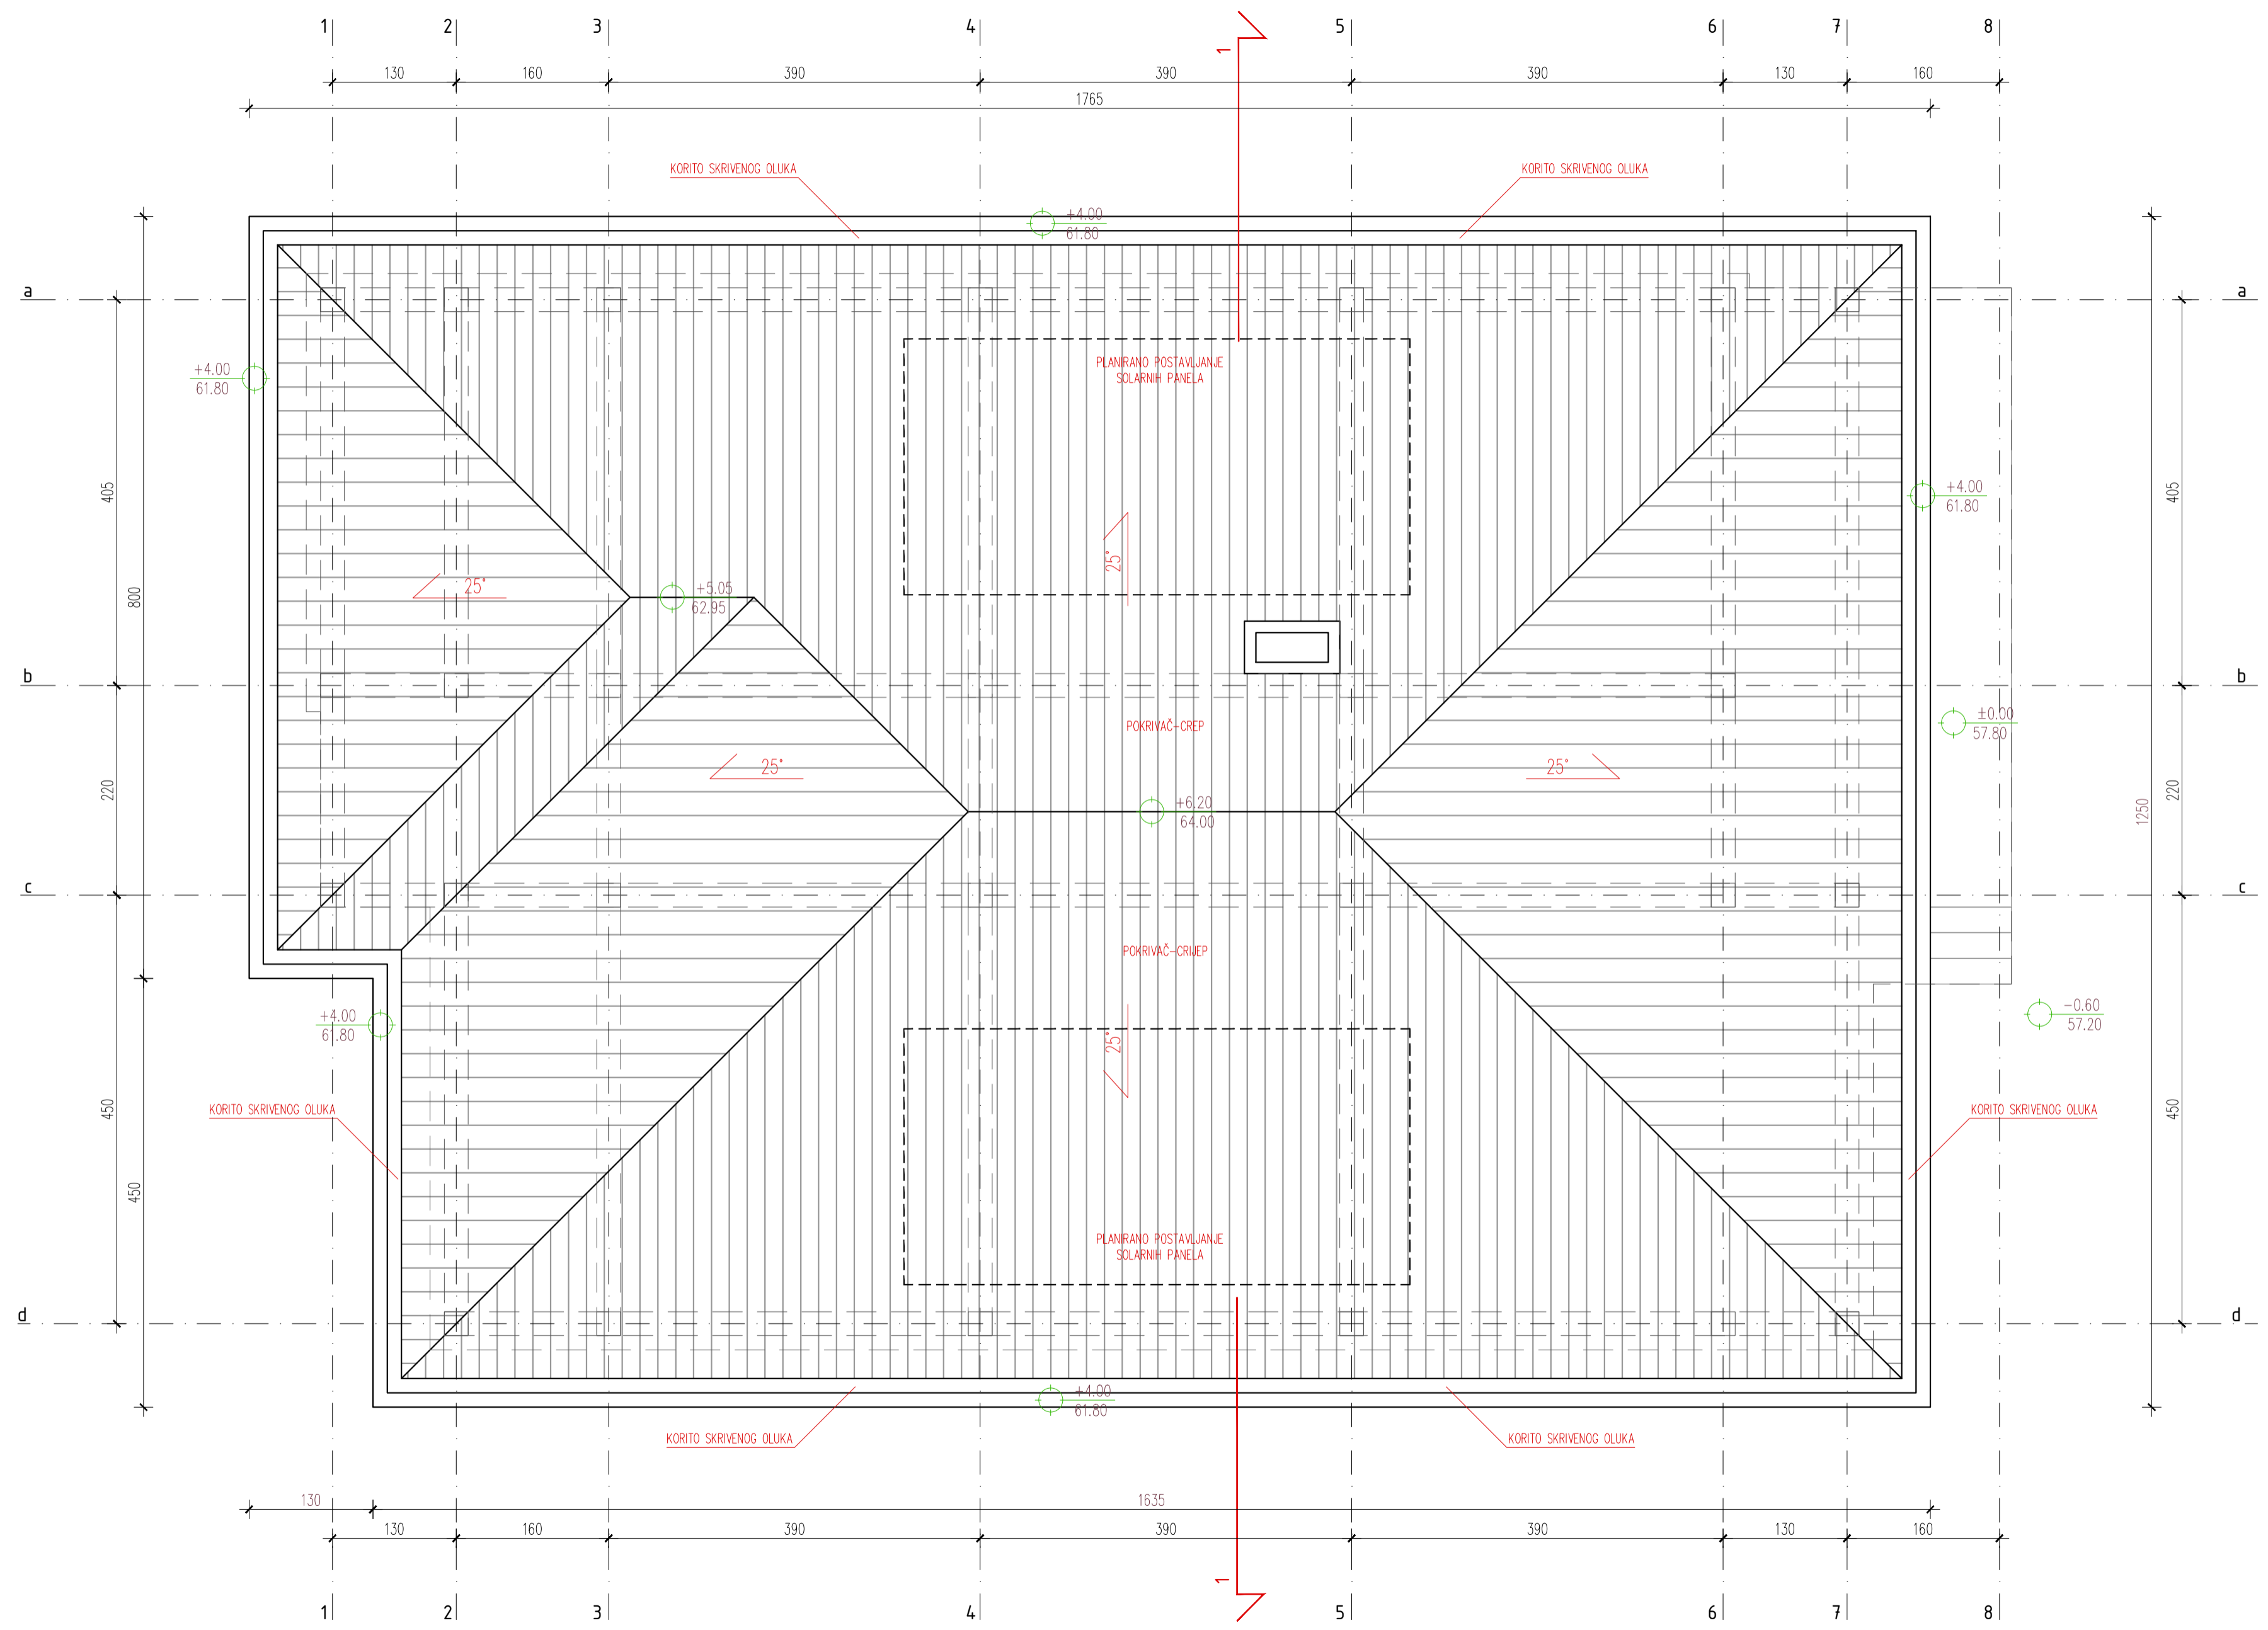 1 2 3 4 5 6 7 8
1
130 160 390 390 390 130 160
1765
KORITO SKRIVENOG OLUKA KORITO SKRIVENOG OLUKA
+4.00
61.80
a a
PLANIRANO POSTAVLJANJE
SOLARNIH PANELA
+4.00
61.80
405 405
+4.00
61.80
25°
25°
+5.05
62.95
800
b b
±0.00
57.80
POKRIVAČ-CREP
25° 25°
220 220
+6.20
64.00
1250
c c
POKRIVAČ-CRIJEP
+4.00
61.80
-0.60
57.20
25°
KORITO SKRIVENOG OLUKA KORITO SKRIVENOG OLUKA
450 450
450
PLANIRANO POSTAVLJANJE
SOLARNIH PANELA
d d
+4.00
61.80
KORITO SKRIVENOG OLUKA KORITO SKRIVENOG OLUKA
130 1635
130 160 390 390 390 130 160
1
1 2 3 4 5 6 7 8